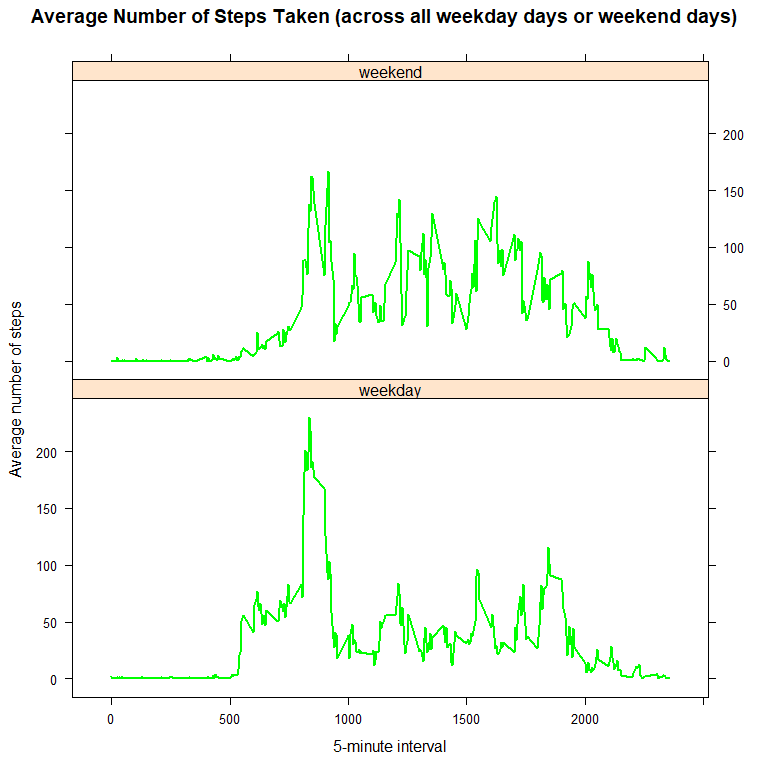 Average Number of Steps Taken (across all weekday days or weekend days)
weekend
200
150
100
50
0
weekday
200
150
100
50
0
Average number of steps
0 500 1000 1500 2000
5-minute interval